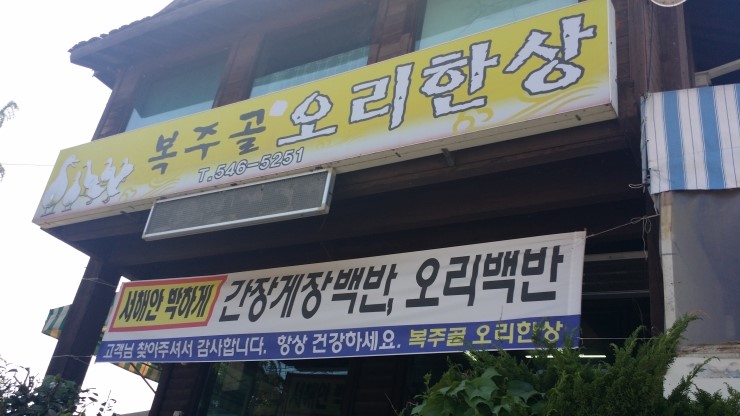 복주골 오리한상
T.546-5251
서해안 박하게 간장게장백반, 오리백반
고객님 찾아주셔서 감사합니다. 항상 건강하세요. 복주골 오리한상